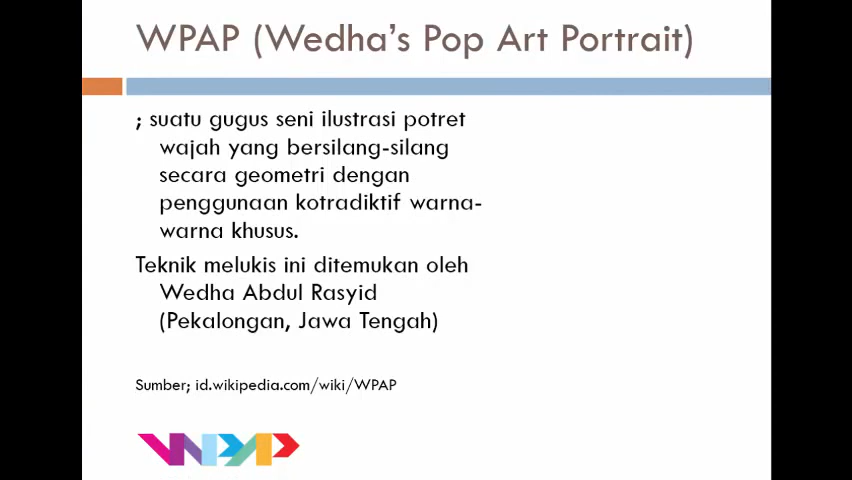 WPAP (Wedha's Pop Art Portrait)
; suatu gugus seni ilustrasi potret
wajah yang bersilang-silang
secara geometri dengan
penggunaan kotradiktif warna-
warna khusus.
Teknik melukis ini ditemukan oleh
Wedha Abdul Rasyid
(Pekalongan, Jawa Tengah)
Sumber; id.wikipedia.com/wiki/WPAP
WPAP